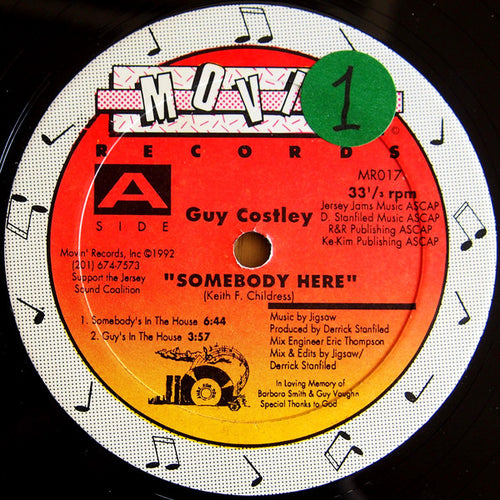 MOVI
1
©
RECORDS
A
SIDE
MR017
33¹/₃ rpm
Guy Costley
Jersey Jams Music ASCAP
D. Stanfiled Music ASCAP
R&R Publishing ASCAP
Ke-Kim Publishing ASCAP
Movin' Records, Inc ©1992
(201) 674-7573
Support the Jersey
Sound Coalition
"SOMEBODY HERE"
(Keith F. Childress)
1. Somebody's In The House 6:44
2. Guy's In The House 3:57
Music by Jigsaw
Produced by Derrick Stanfiled
Mix Engineer Eric Thompson
Mix & Edits by Jigsaw/
Derrick Stanfiled
In Loving Memory of
Barbara Smith & Guy Vaughn
Special Thanks to God